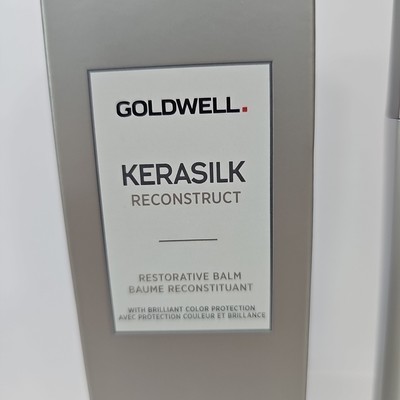 GOLDWELL.
KERASILK
RECONSTRUCT
RESTORATIVE BALM
BAUME RECONSTITUANT
WITH BRILLIANT COLOR PROTECTION
AVEC PROTECTION COULEUR ET BRILLANCE